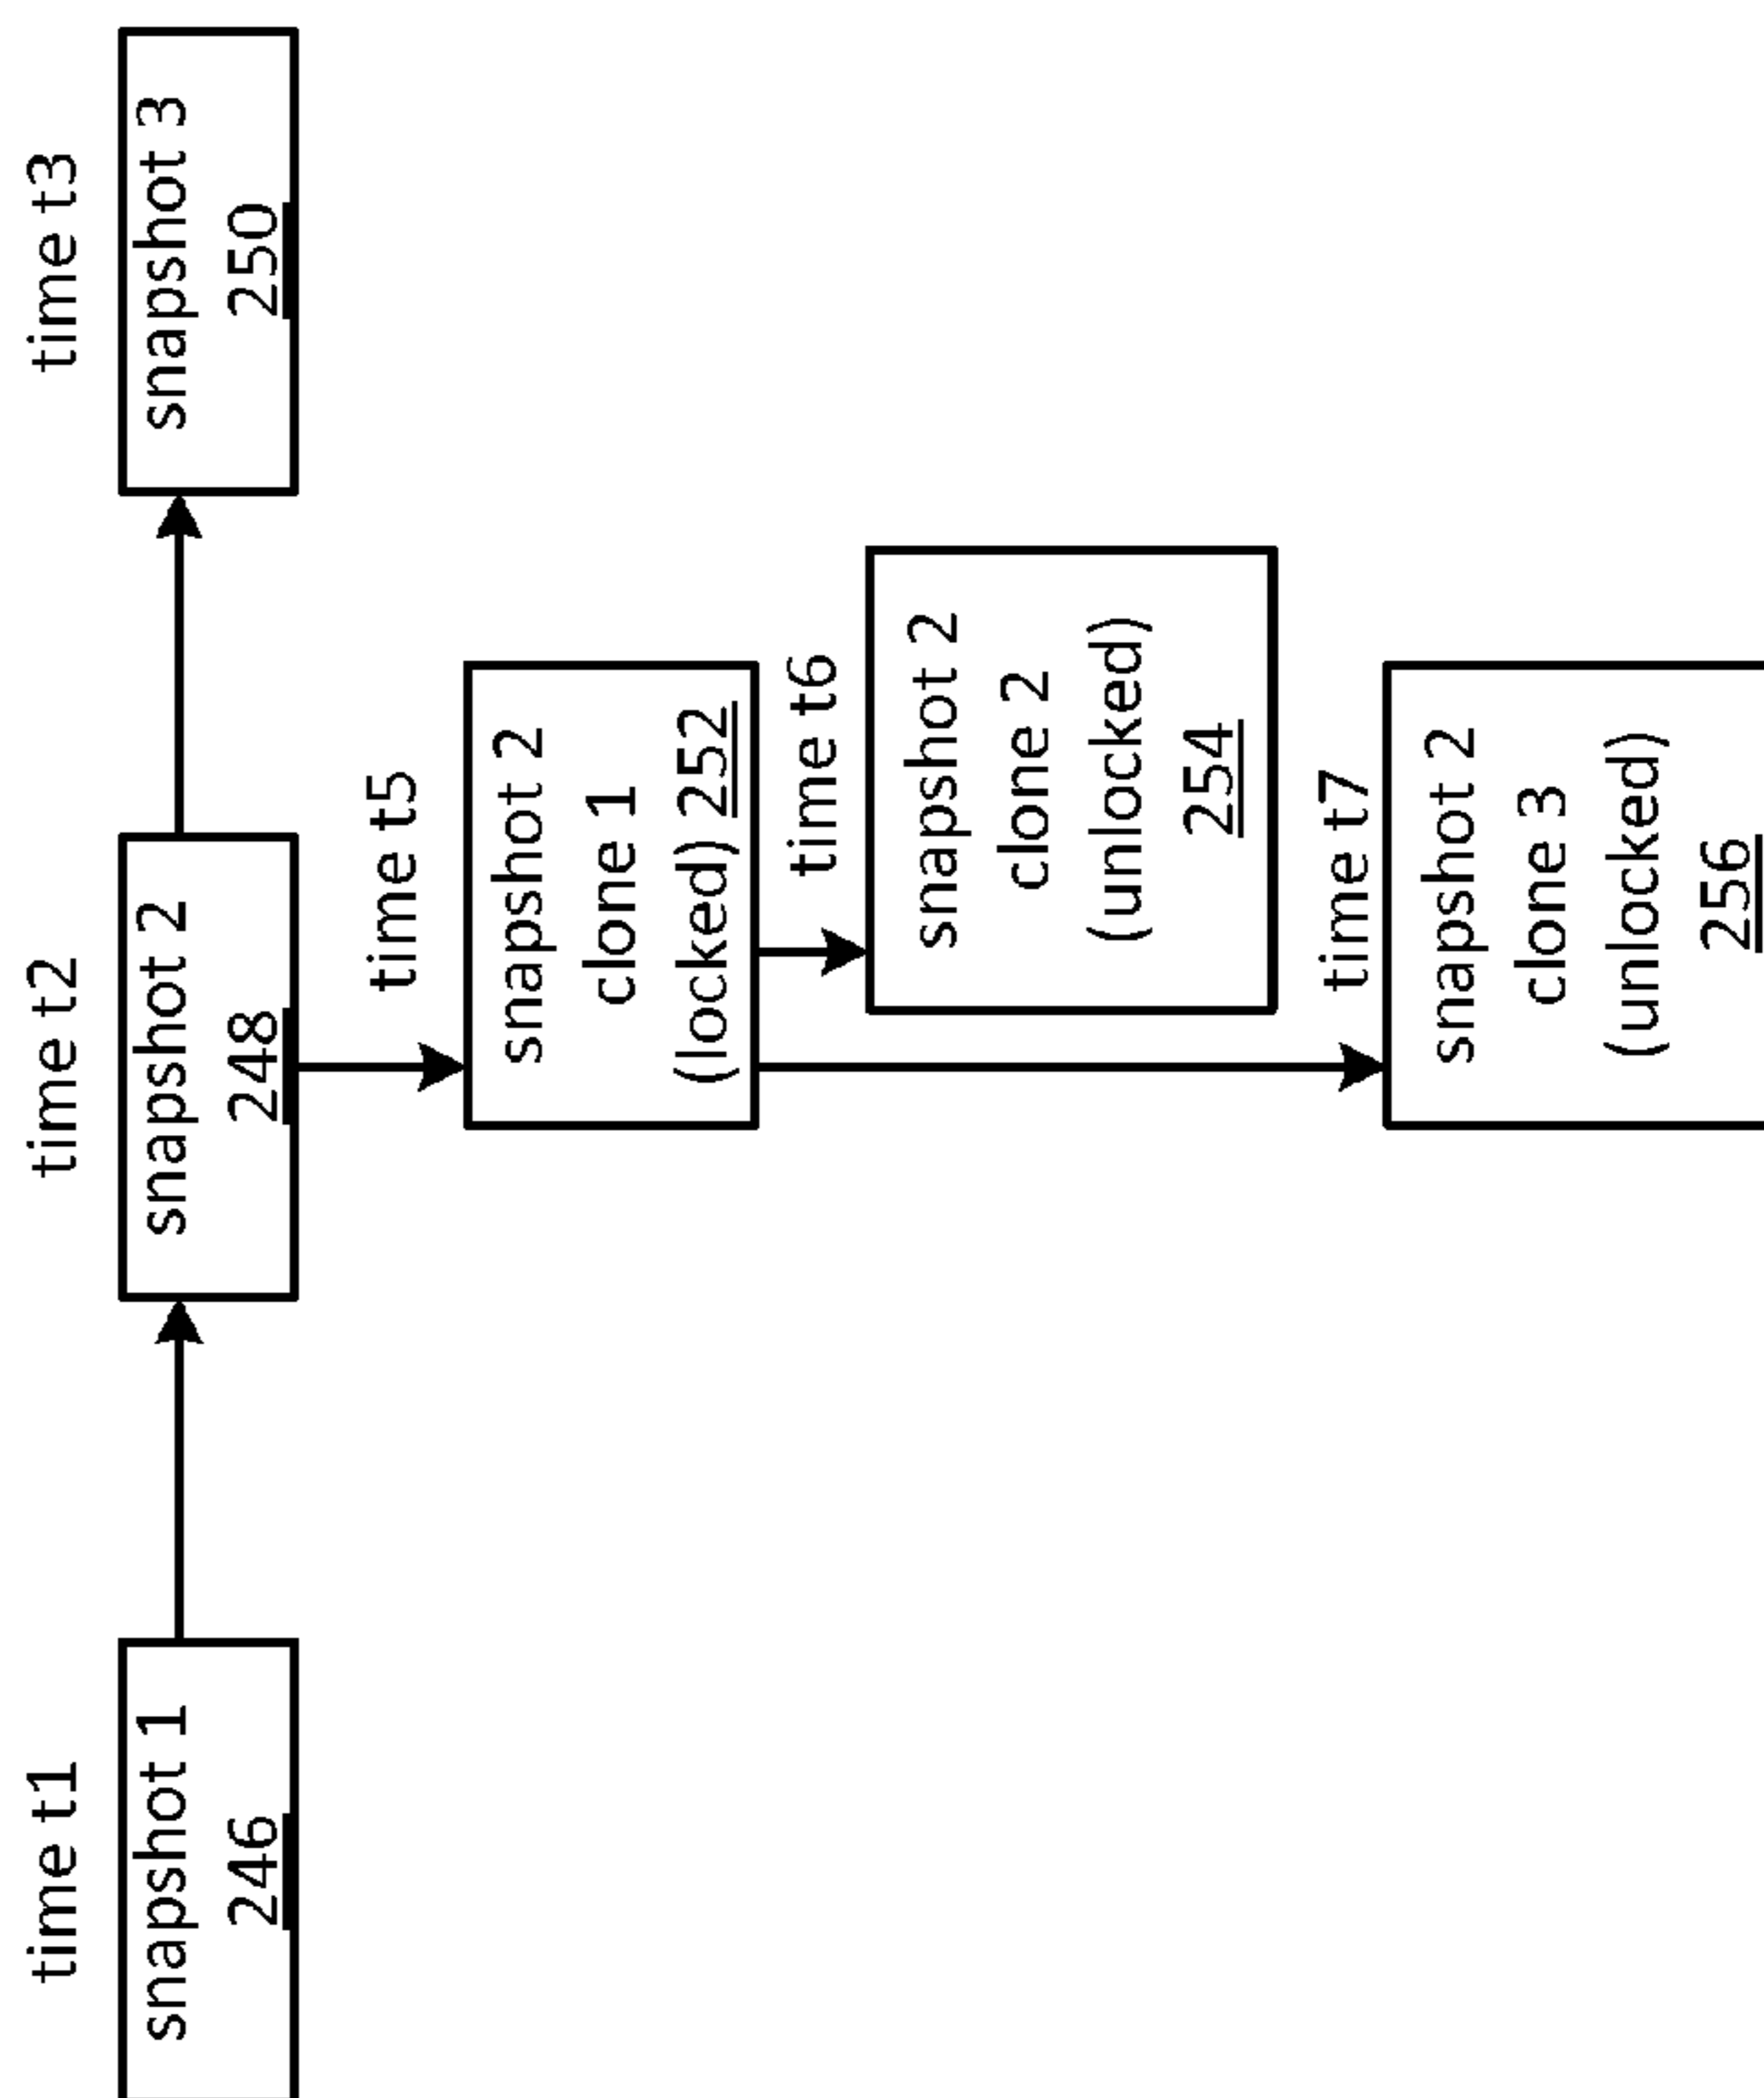 time t1
snapshot 1
246
time t2
snapshot 2
248
time t3
snapshot 3
250
time t5
snapshot 2
clone 1
(locked) 252
time t6
snapshot 2
clone 2
(unlocked)
254
time t7
snapshot 2
clone 3
(unlocked)
256